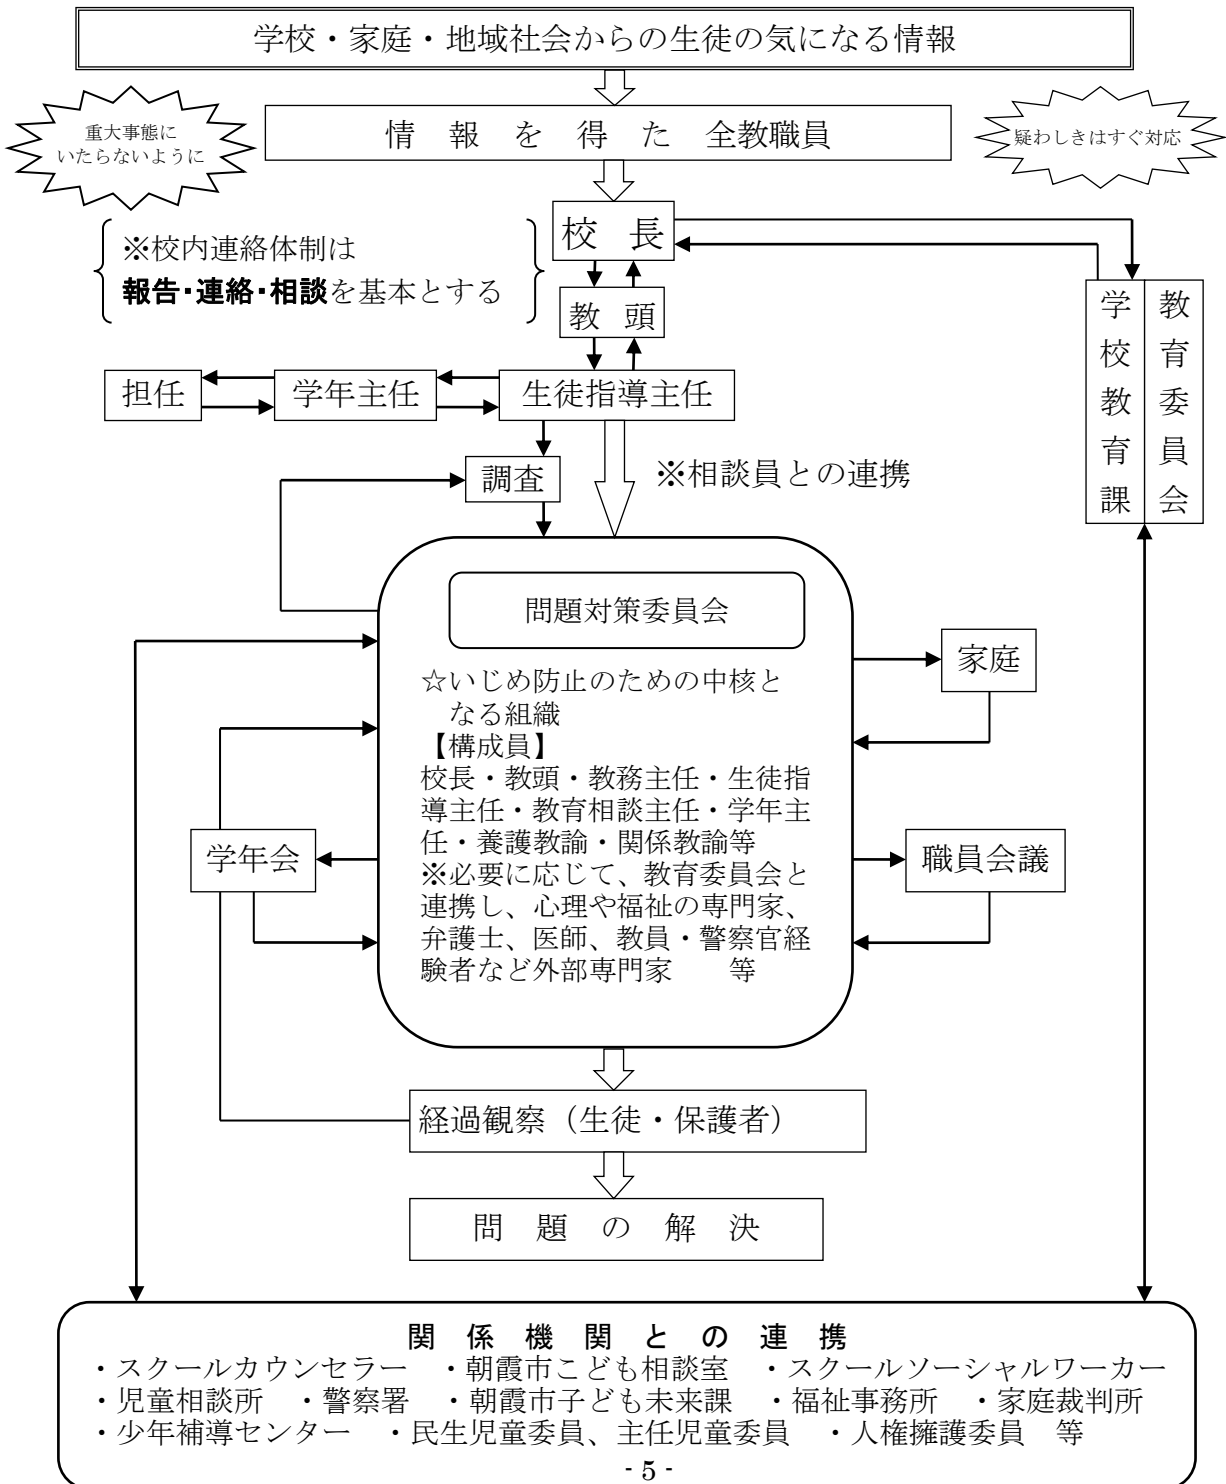 学校・家庭・地域社会からの生徒の気になる情報
重大事態に
いたらないように
情報を得た全教職員
疑わしきはすぐ対応
校長
※校内連絡体制は
報告・連絡・相談を基本とする
教頭
学校教育課
教育委員会
担任
学年主任
生徒指導主任
調査
※相談員との連携
問題対策委員会
家庭
☆いじめ防止のための中核と
なる組織
【構成員】
校長・教頭・教務主任・生徒指
導主任・教育相談主任・学年主
任・養護教諭・関係教諭等
※必要に応じて、教育委員会と
連携し、心理や福祉の専門家、
弁護士、医師、教員・警察官経
験者など外部専門家　　等
学年会
職員会議
経過観察（生徒・保護者）
問題の解決
関係機関との連携
・スクールカウンセラー　・朝霞市こども相談室　・スクールソーシャルワーカー
・児童相談所　・警察署　・朝霞市子ども未来課　・福祉事務所　・家庭裁判所
・少年補導センター　・民生児童委員、主任児童委員　・人権擁護委員　等
- 5 -